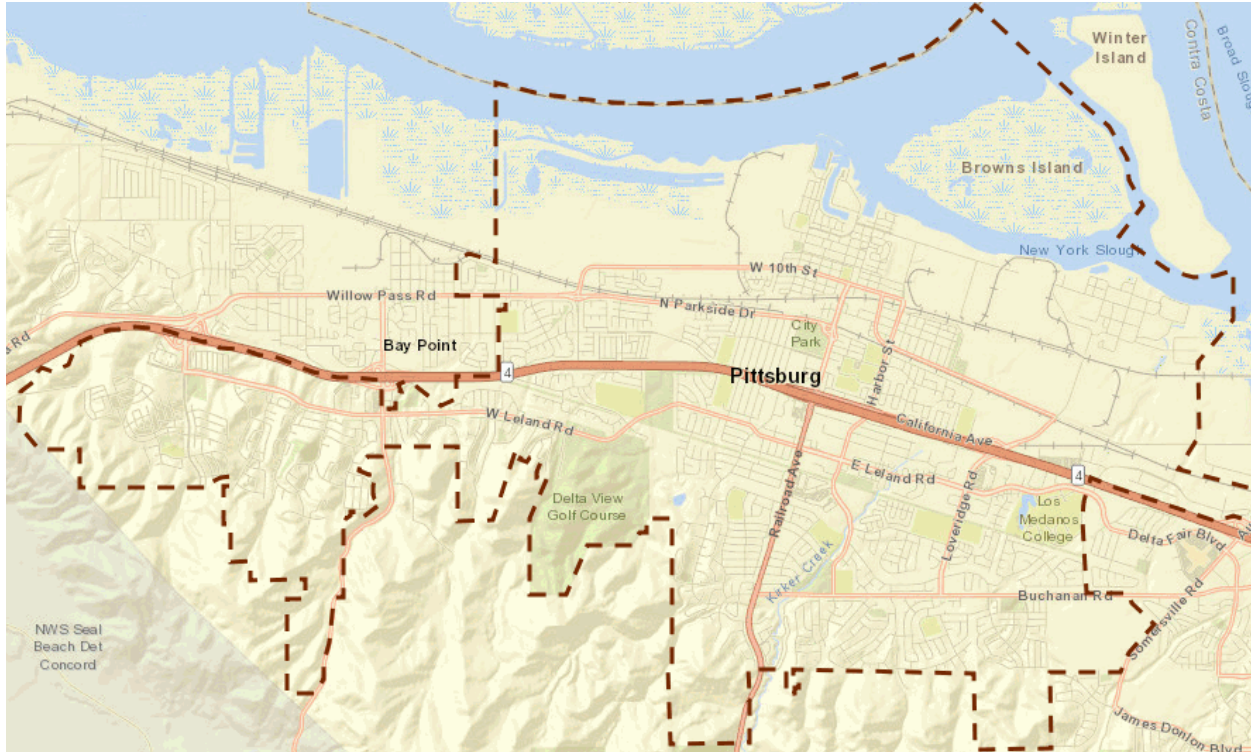 Winter
Island
Contra Costa
Browns Island
New York Slough
W 10th St
Willow Pass Rd
N Parkside Dr
City
Park
Harbor St
Bay Point
4
Pittsburg
W Leland Rd
California Ave
E Leland Rd
4
Railroad Ave
Loveridge Rd
Los
Medanos
College
Delta View
Golf Course
Delta Fair Blvd
Kirker Creek
Buchanan Rd
Somersville Rd
NWS Seal
Beach Det
Concord
James Donlon Blvd